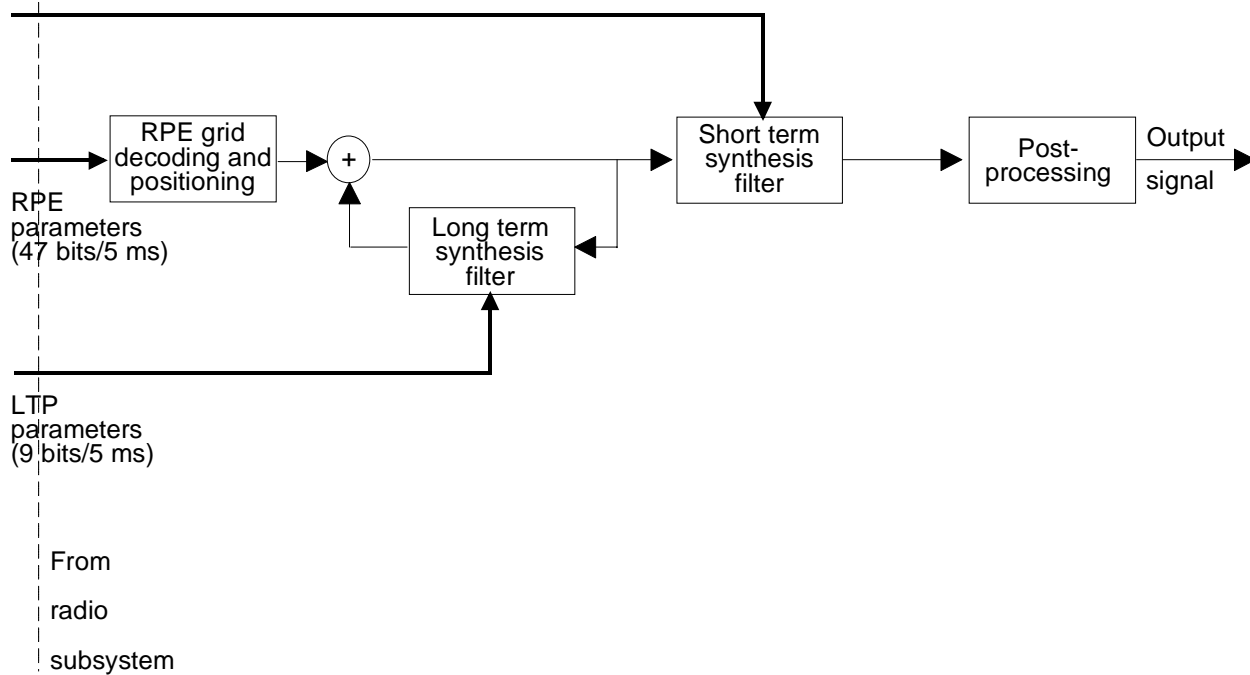 RPE grid
decoding and
positioning
+
Short term
synthesis
filter
Post-
processing
Output
signal
RPE
parameters
(47 bits/5 ms)
Long term
synthesis
filter
LTP
parameters
(9 bits/5 ms)
From
radio
subsystem